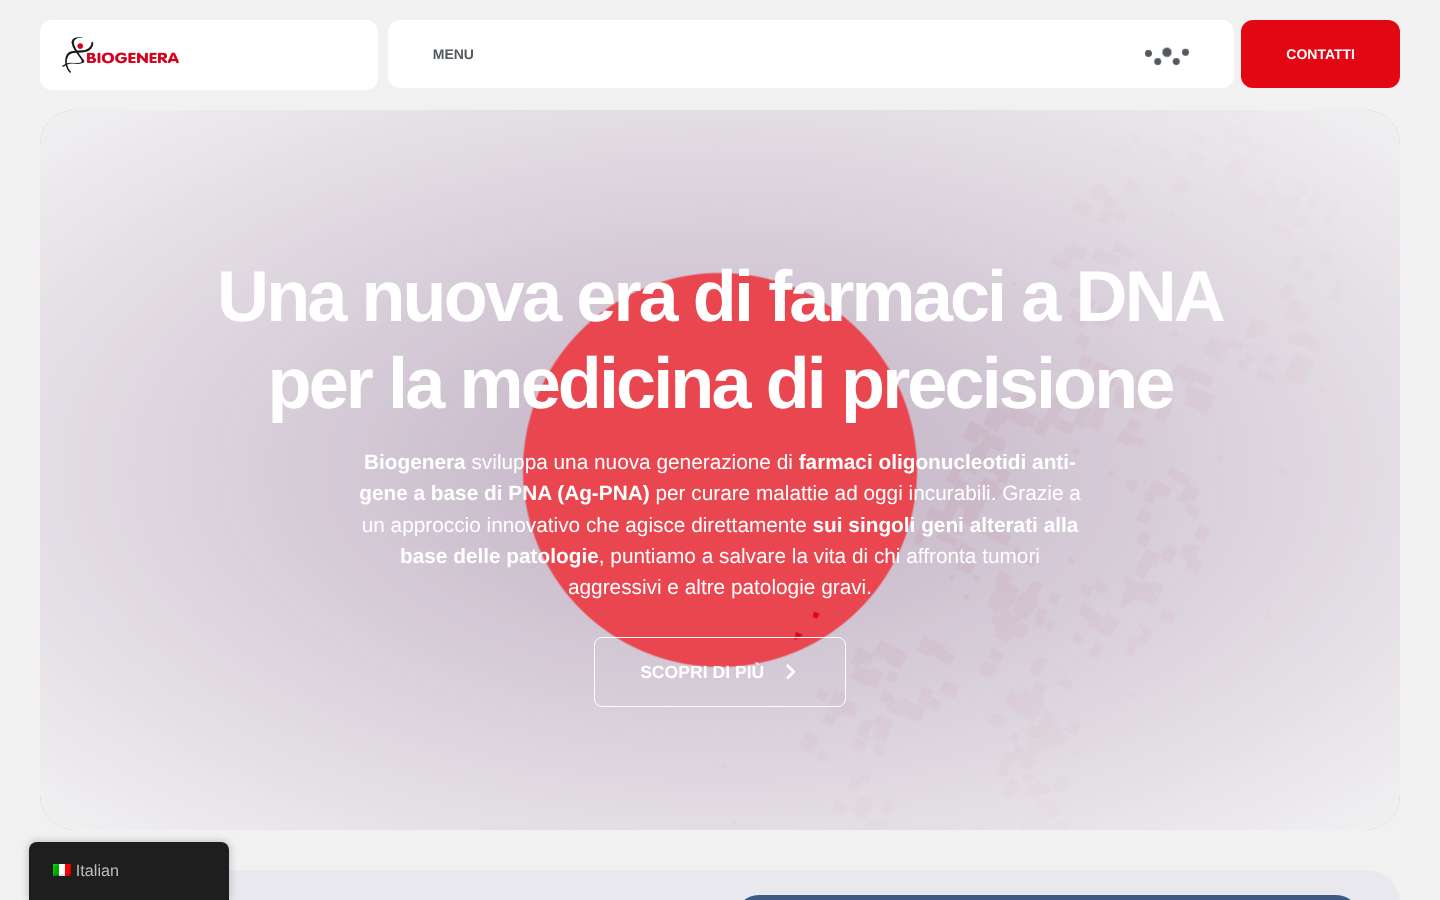 BIOGENERA
MENU
CONTATTI
Una nuova era di farmaci a DNA
per la medicina di precisione
Biogenera sviluppa una nuova generazione di farmaci oligonucleotidi anti-
gene a base di PNA (Ag-PNA) per curare malattie ad oggi incurabili. Grazie a
un approccio innovativo che agisce direttamente sui singoli geni alterati alla
base delle patologie, puntiamo a salvare la vita di chi affronta tumori
aggressivi e altre patologie gravi.
SCOPRI DI PIÙ
Italian